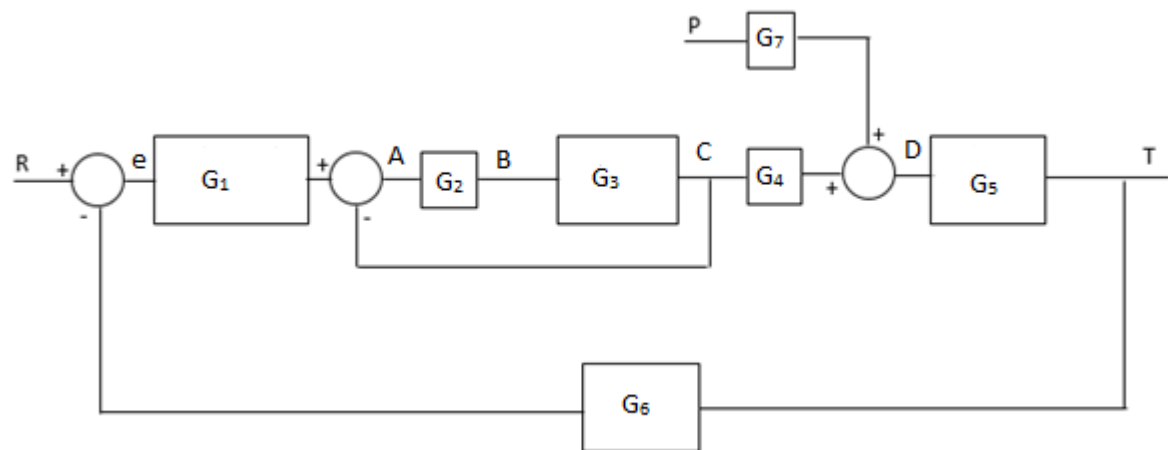 P
G₇
+
R
+
e
G₁
+
A
G₂
B
G₃
C
G₄
+
D
G₅
T
-
-
G₆